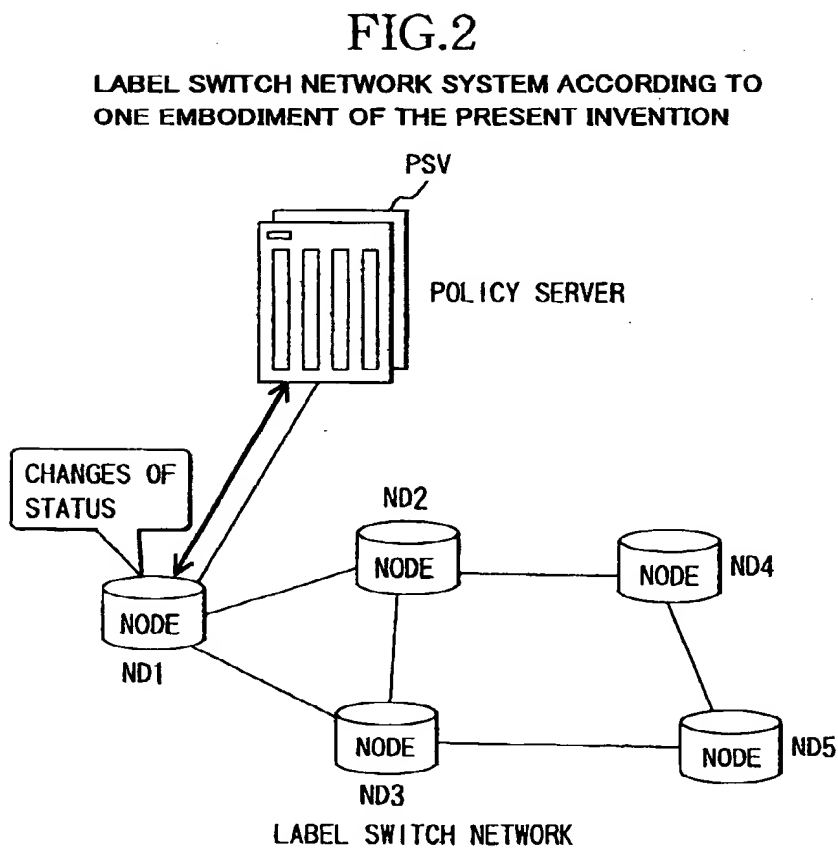 FIG.2
LABEL SWITCH NETWORK SYSTEM ACCORDING TO
ONE EMBODIMENT OF THE PRESENT INVENTION
PSV
POLICY SERVER
CHANGES OF
STATUS
ND2
NODE
NODE
ND4
NODE
ND1
NODE
ND3
NODE
ND5
LABEL SWITCH NETWORK